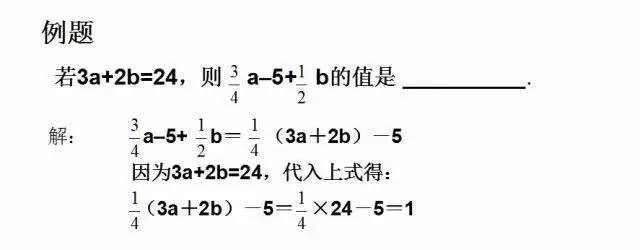 例题
若3a+2b=24，则 3/4 a–5+1/2 b的值是 __________.
解： 3/4 a–5+ 1/2 b＝ 1/4 （3a＋2b）－5
因为3a+2b=24，代入上式得：
1/4（3a＋2b）－5＝1/4×24－5＝1